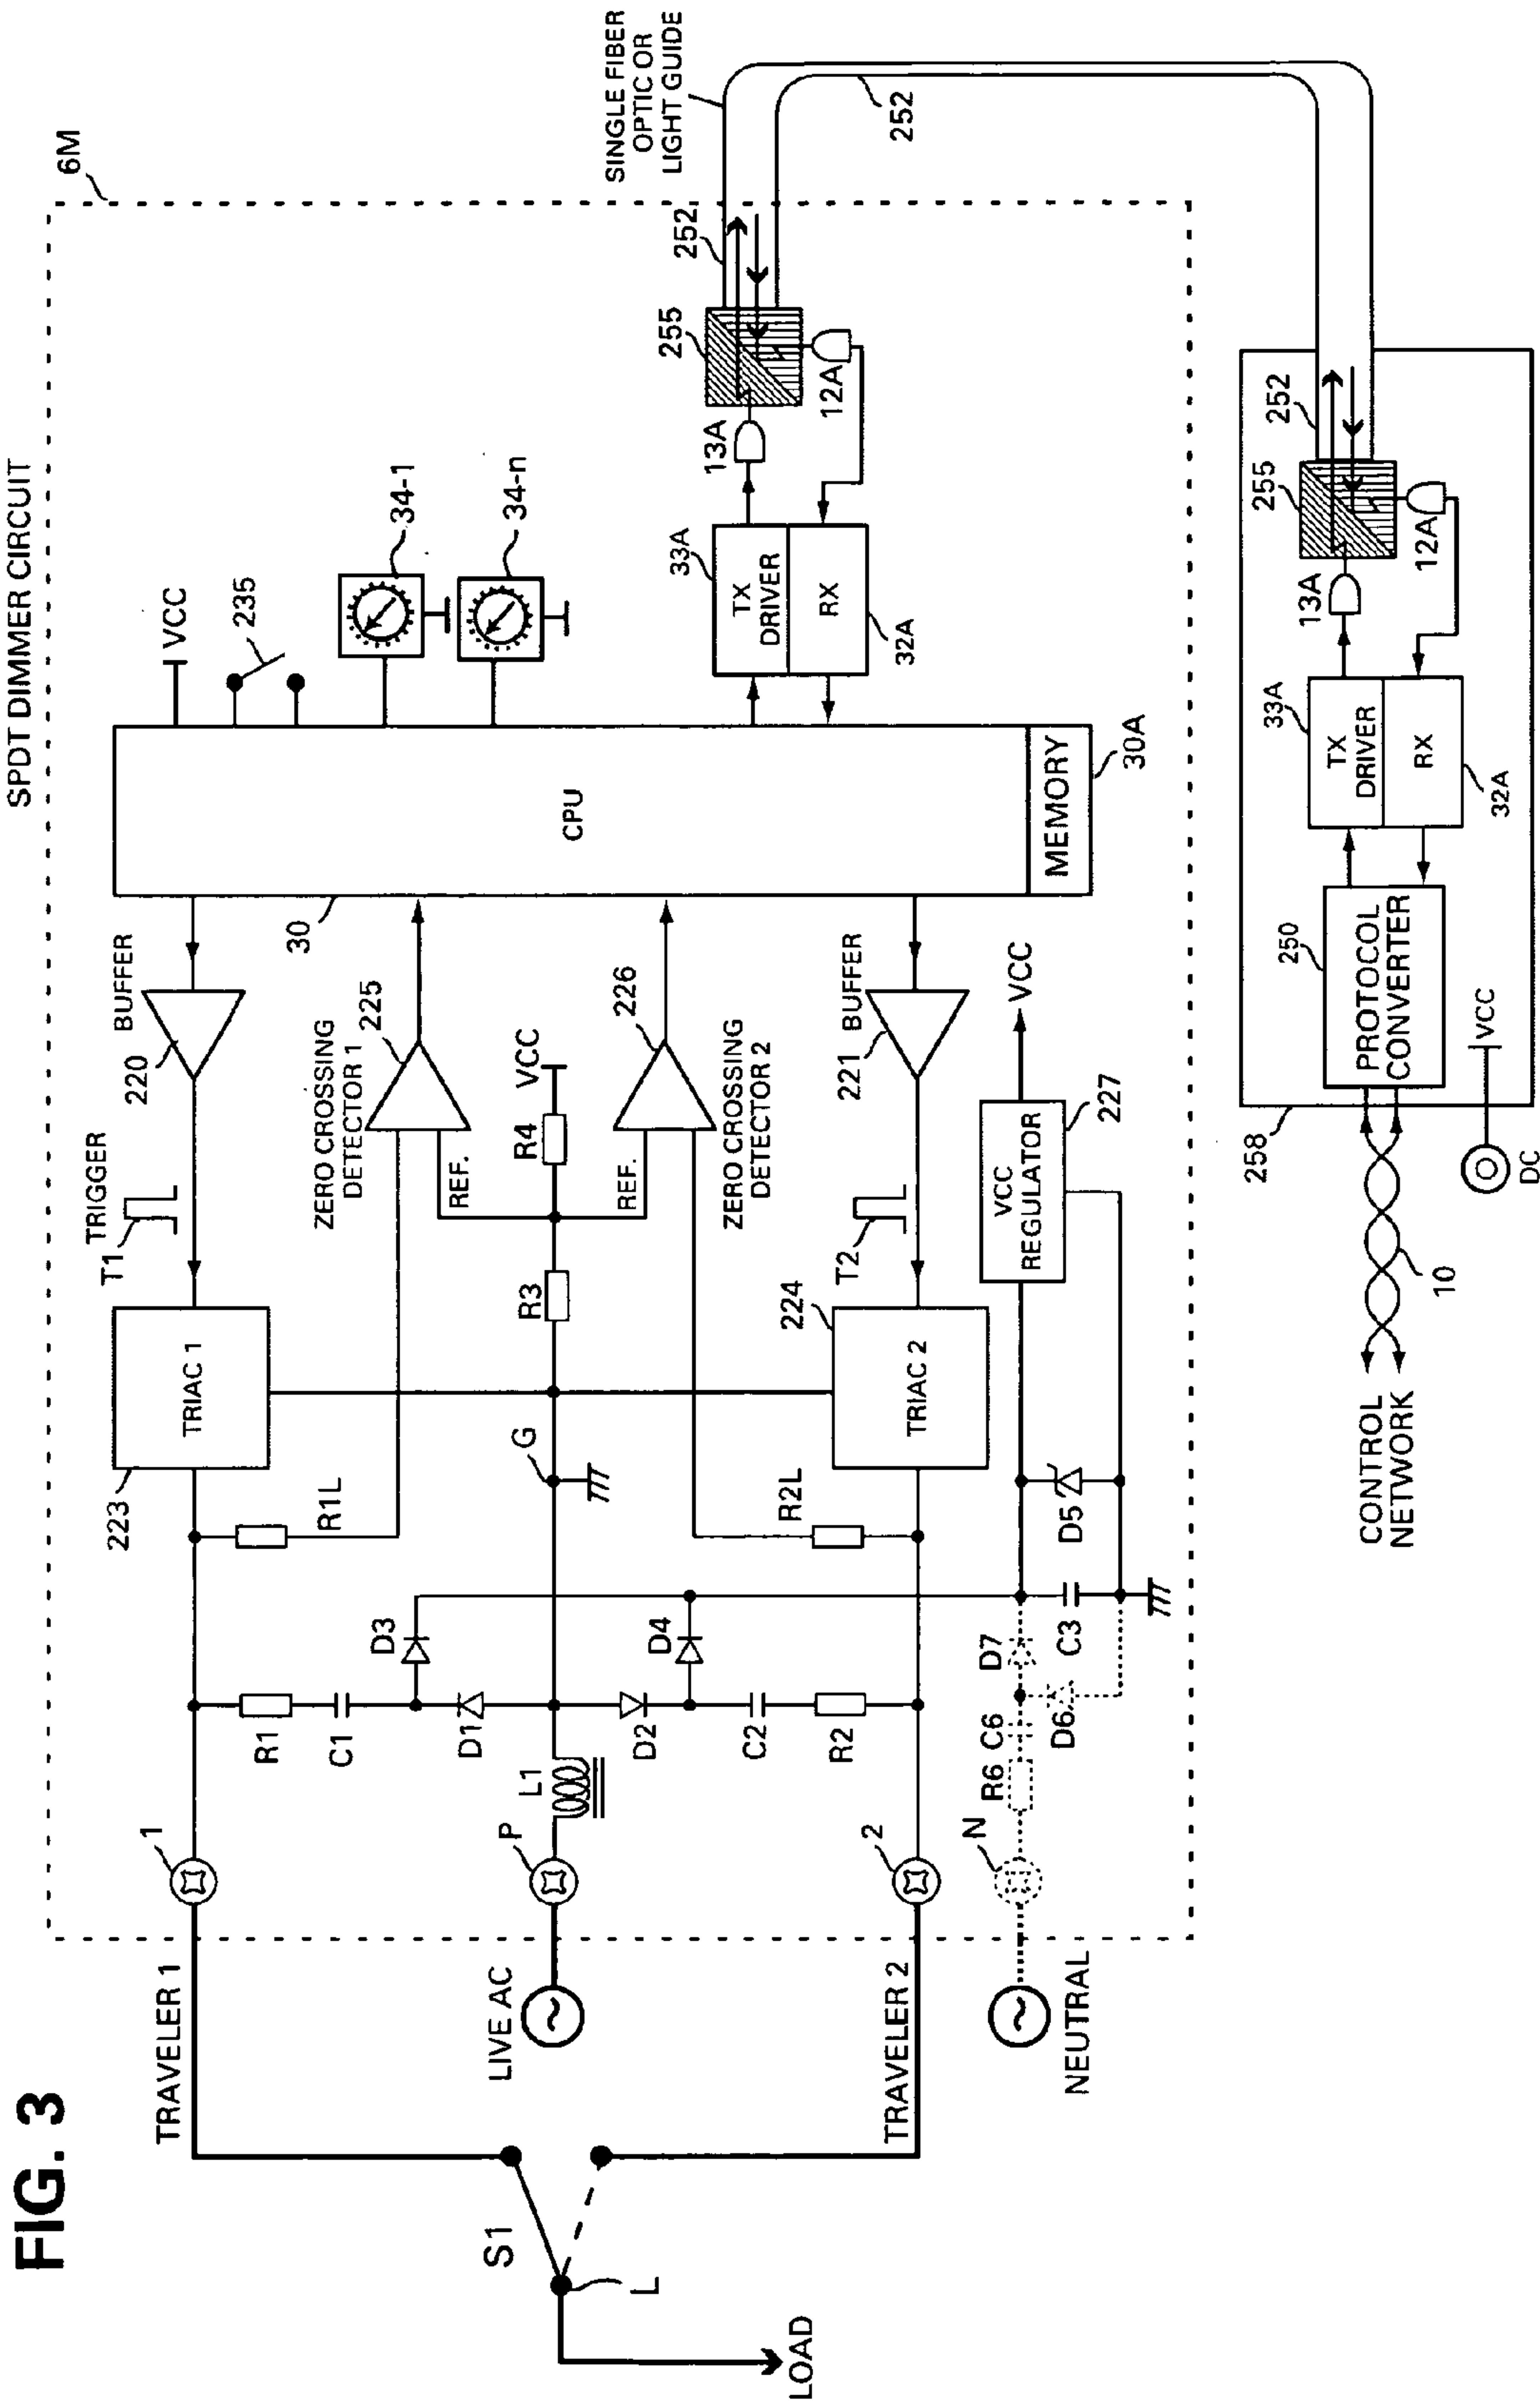 FIG. 3
SPDT DIMMER CIRCUIT
6M
TRAVELER 1
1
R1
C1
D3
D1
223
R1L
TRIAC 1
T1
TRIGGER
220
BUFFER
ZERO CROSSING
DETECTOR 1
225
30
CPU
MEMORY
30A
VCC
235
34-1
34-n
S1
L
LOAD
LIVE AC
P
L1
G
R3
REF.
R4
VCC
REF.
226
ZERO CROSSING
DETECTOR 2
D2
D4
C2
R2
R2L
224
TRIAC 2
T2
221
BUFFER
TRAVELER 2
2
NEUTRAL
N
R6
C6
D7
D6
C3
D5
VCC
REGULATOR
227
VCC
33A
TX
DRIVER
RX
32A
13A
12A
255
252
SINGLE FIBER
OPTIC OR
LIGHT GUIDE
252
258
CONTROL
NETWORK
10
DC
VCC
250
PROTOCOL
CONVERTER
33A
TX
DRIVER
RX
32A
13A
12A
255
252